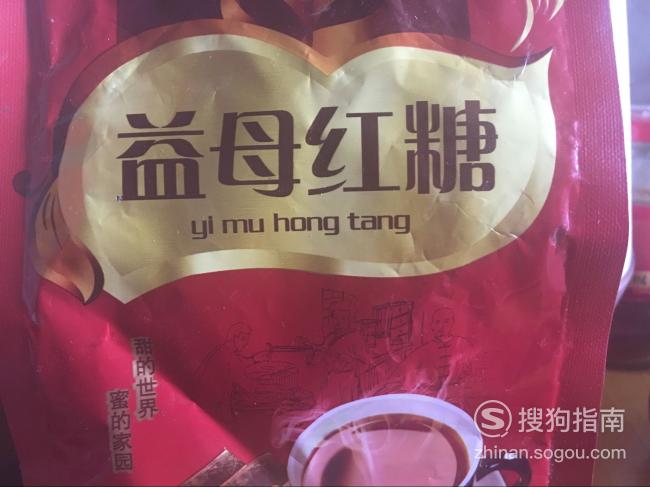 益母红糖
yi mu hong tang
甜的世界
蜜的家园
搜狗指南
zhinan.sogou.com